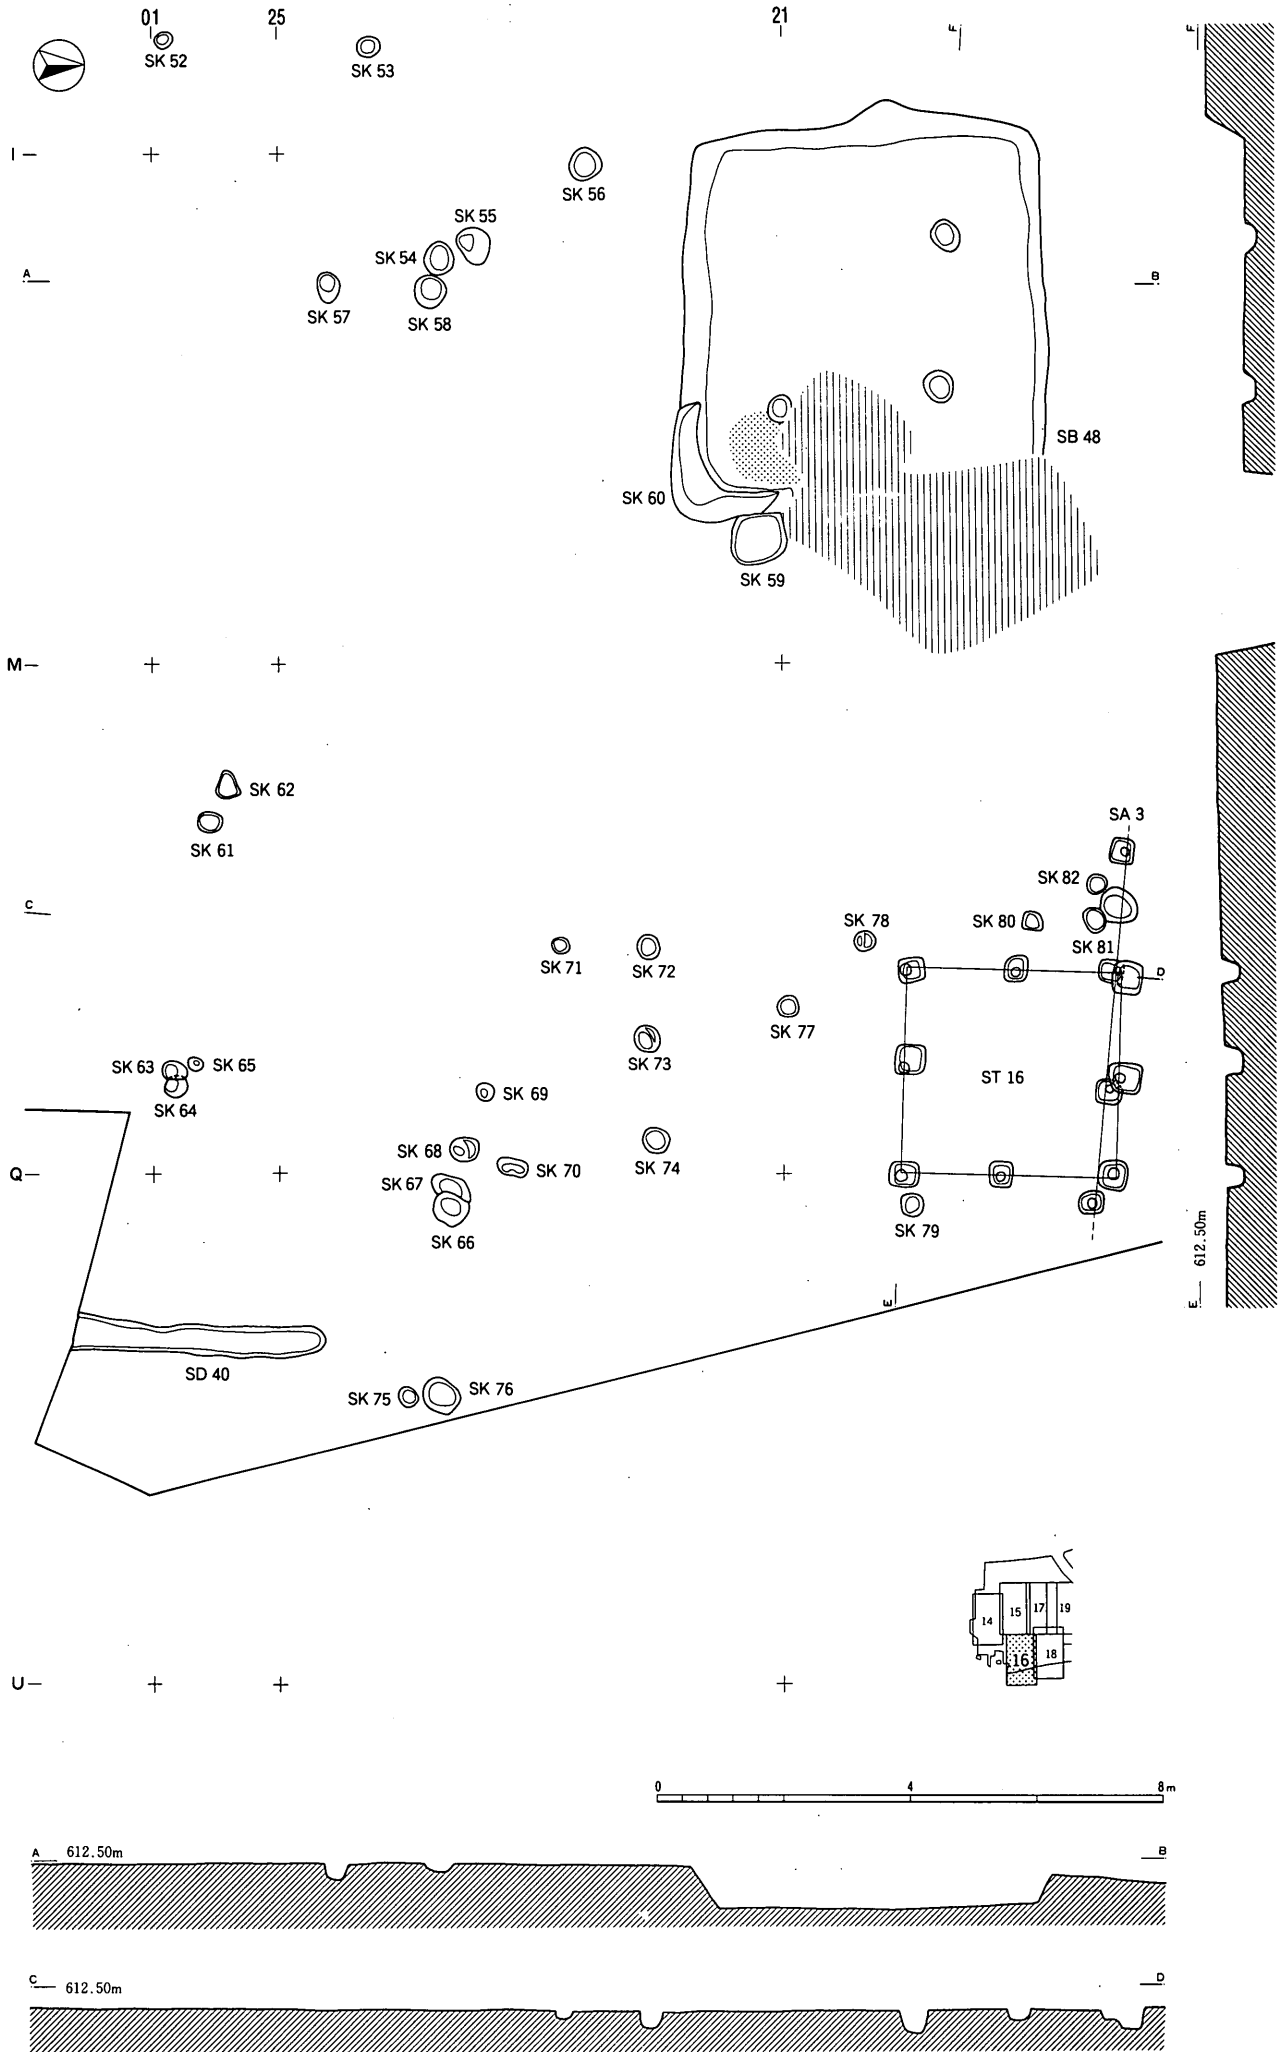 01 25 21 F F
SK 52
SK 53
I
SK 56
SK 55
SK 54
A B
SK 57
SK 58
SB 48
SK 60
SK 59
M
SK 62
SK 61
SA 3
SK 82
C
SK 78
SK 80
SK 81
SK 71
SK 72
D
SK 77
SK 73
SK 63
SK 65
SK 64
ST 16
SK 69
SK 68
SK 70
SK 74
Q
SK 67
SK 66
SK 79
612.50m
E E
SD 40
SK 75
SK 76
14 15 17 19
16 18
U
0 4 8m
A 612.50m B
C 612.50m D